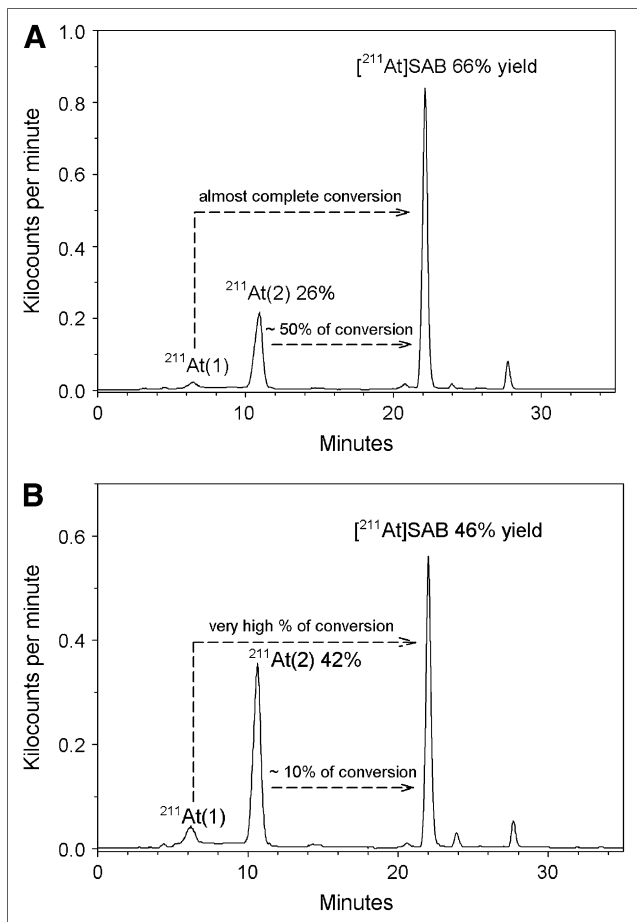 A
1.0
0.8
0.6
0.4
0.2
0.0
Kilocounts per minute
[²¹¹At]SAB 66% yield
almost complete conversion
²¹¹At(2) 26%
~ 50% of conversion
²¹¹At(1)
0 10 20 30
Minutes
B
0.6
0.4
0.2
0.0
Kilocounts per minute
[²¹¹At]SAB 46% yield
very high % of conversion
²¹¹At(2) 42%
~ 10% of conversion
²¹¹At(1)
0 10 20 30
Minutes